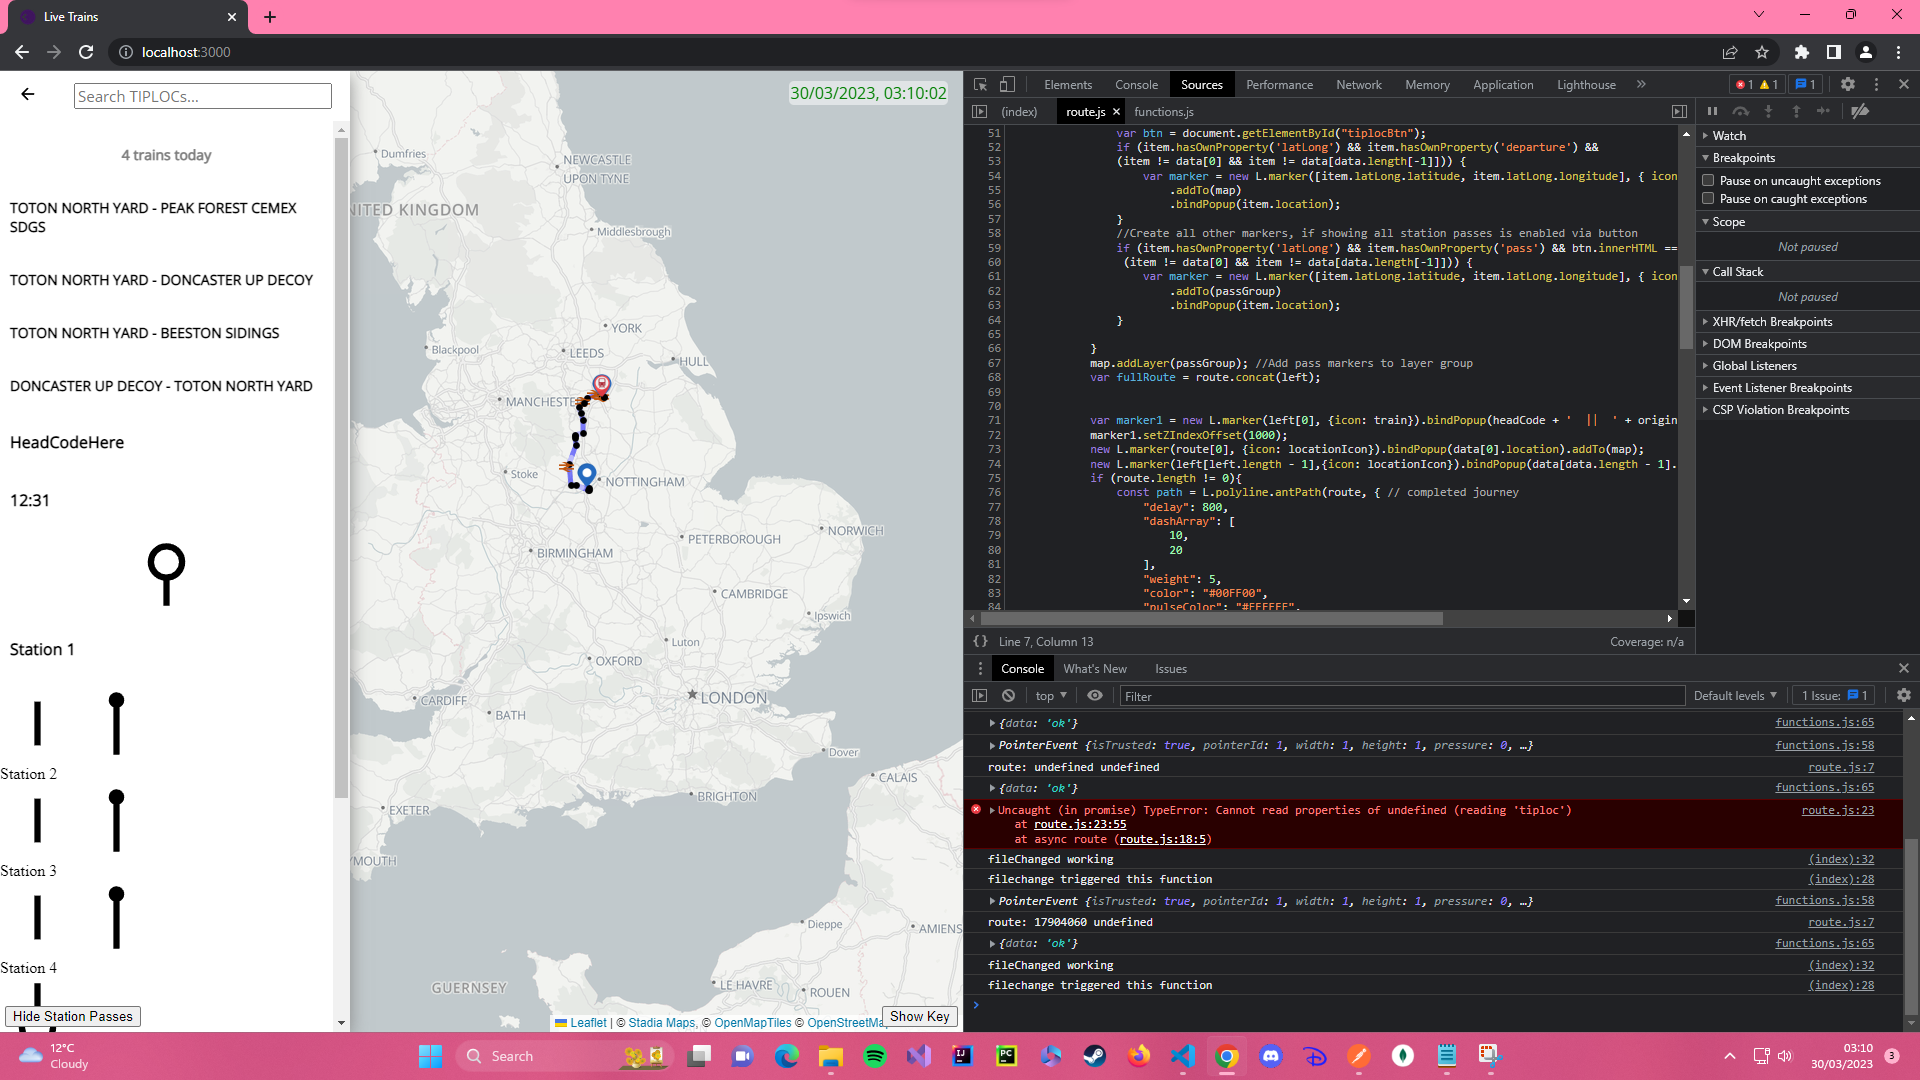 Live Trains
localhost:3000
Search TIPLOCs...
4 trains today
TOTON NORTH YARD - PEAK FOREST CEMEX
SDGS
TOTON NORTH YARD - DONCASTER UP DECOY
TOTON NORTH YARD - BEESTON SIDINGS
DONCASTER UP DECOY - TOTON NORTH YARD
HeadCodeHere
12:31
Station 1
Station 2
Station 3
Station 4
Hide Station Passes
30/03/2023, 03:10:02
Dumfries
NEWCASTLE
UPON TYNE
NITED KINGDOM
Middlesbrough
YORK
Blackpool
LEEDS
HULL
MANCHESTE
Stoke
NOTTINGHAM
NORWICH
PETERBOROUGH
BIRMINGHAM
CAMBRIDGE
Ipswich
Luton
OXFORD
LONDON
CARDIFF
BATH
Dover
CALAIS
BRIGHTON
EXETER
YMOUTH
Dieppe
AMIENS
GUERNSEY
LE HAVRE
ROUEN
Leaflet | © Stadia Maps, © OpenMapTiles © OpenStreetMa
Show Key
Elements Console Sources Performance Network Memory Application Lighthouse » 1 1 1
(index) route.js × functions.js
51 var btn = document.getElementById("tiplocBtn");
52 if (item.hasOwnProperty('latLong') && item.hasOwnProperty('departure') &&
53 (item != data[0] && item != data[data.length[-1]])) {
54 var marker = new L.marker([item.latLong.latitude, item.latLong.longitude], { icon
55 .addTo(map)
56 .bindPopup(item.location);
57 }
58 //Create all other markers, if showing all station passes is enabled via button
59 if (item.hasOwnProperty('latLong') && item.hasOwnProperty('pass') && btn.innerHTML ==
60 (item != data[0] && item != data[data.length[-1]])) {
61 var marker = new L.marker([item.latLong.latitude, item.latLong.longitude], { icon
62 .addTo(passGroup)
63 .bindPopup(item.location);
64 }
65
66 }
67 map.addLayer(passGroup); //Add pass markers to layer group
68 var fullRoute = route.concat(left);
69
70
71 var marker1 = new L.marker(left[0], {icon: train}).bindPopup(headCode + ' || ' + origin
72 marker1.setZIndexOffset(1000);
73 new L.marker(route[0], {icon: locationIcon}).bindPopup(data[0].location).addTo(map);
74 new L.marker(left[left.length - 1],{icon: locationIcon}).bindPopup(data[data.length - 1].
75 if (route.length != 0){
76 const path = L.polyline.antPath(route, { // completed journey
77 "delay": 800,
78 "dashArray": [
79 10,
80 20
81 ],
82 "weight": 5,
83 "color": "#00FF00",
84 "pulseColor": "#FFFFFF",
{} Line 7, Column 13 Coverage: n/a
Watch
Breakpoints
Pause on uncaught exceptions
Pause on caught exceptions
Scope
Not paused
Call Stack
Not paused
XHR/fetch Breakpoints
DOM Breakpoints
Global Listeners
Event Listener Breakpoints
CSP Violation Breakpoints
Console What's New Issues
top Filter Default levels 1 Issue: 1
{data: 'ok'} functions.js:65
PointerEvent {isTrusted: true, pointerId: 1, width: 1, height: 1, pressure: 0, …} functions.js:58
route: undefined undefined route.js:7
{data: 'ok'} functions.js:65
Uncaught (in promise) TypeError: Cannot read properties of undefined (reading 'tiploc') route.js:23
at route.js:23:55
at async route (route.js:18:5)
fileChanged working (index):32
filechange triggered this function (index):28
PointerEvent {isTrusted: true, pointerId: 1, width: 1, height: 1, pressure: 0, …} functions.js:58
route: 17904060 undefined route.js:7
{data: 'ok'} functions.js:65
fileChanged working (index):32
filechange triggered this function (index):28
12°C
Cloudy
Search
03:10
30/03/2023
3